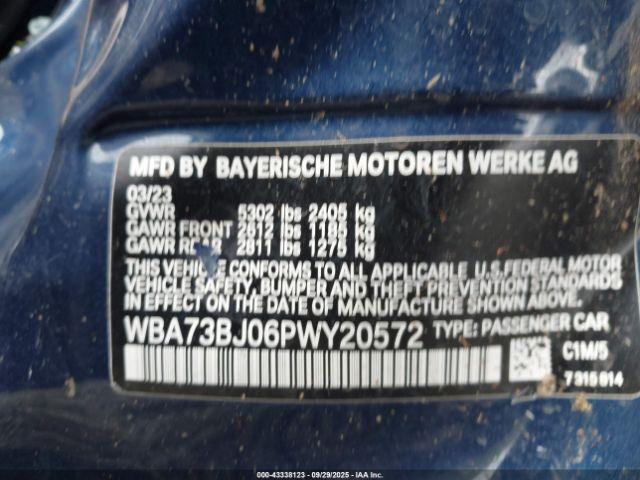 MFD BY BAYERISCHE MOTOREN WERKE AG
03/23
GVWR 5302 lbs 2405 kg
GAWR FRONT 2612 lbs 1185 kg
GAWR REAR 2811 lbs 1275 kg
THIS VEHICLE CONFORMS TO ALL APPLICABLE U.S.FEDERAL MOTOR
VEHICLE SAFETY, BUMPER AND THEFT PREVENTION STANDARDS
IN EFFECT ON THE DATE OF MANUFACTURE SHOWN ABOVE.
WBA73BJ06PWY20572 TYPE: PASSENGER CAR
C1M/5
7315614
000-43338123 - 09/29/2025 - IAA Inc.